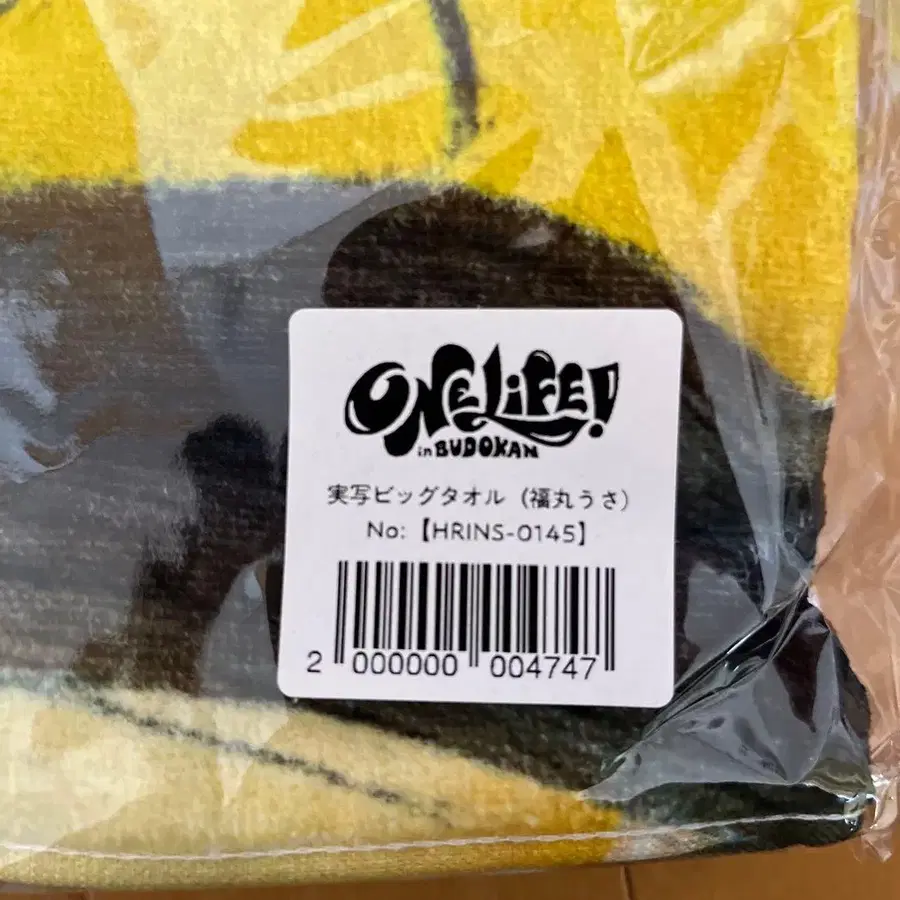 ONE LiFE!
in BUDOKAN
実写ビッグタオル（福丸うさ）
No:【HRINS-0145】
2 000000 004747